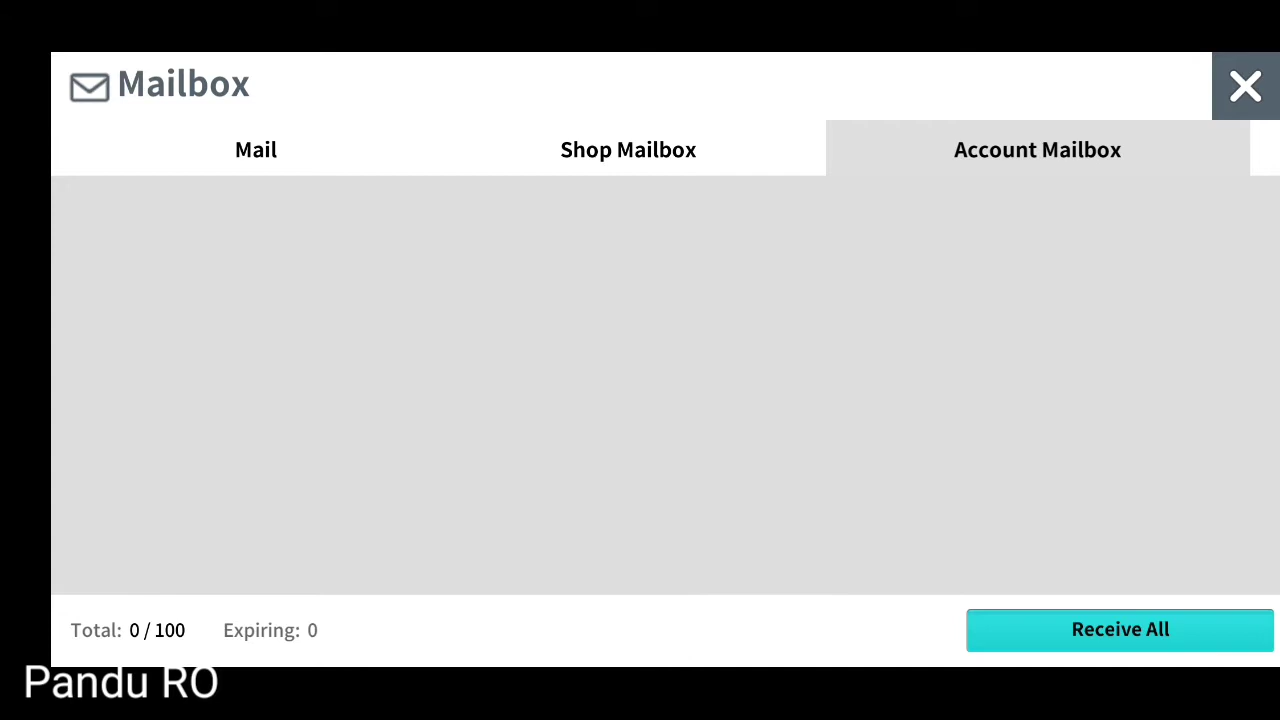 Mailbox
Mail Shop Mailbox Account Mailbox
Total: 0 / 100 Expiring: 0 Receive All
Pandu RO